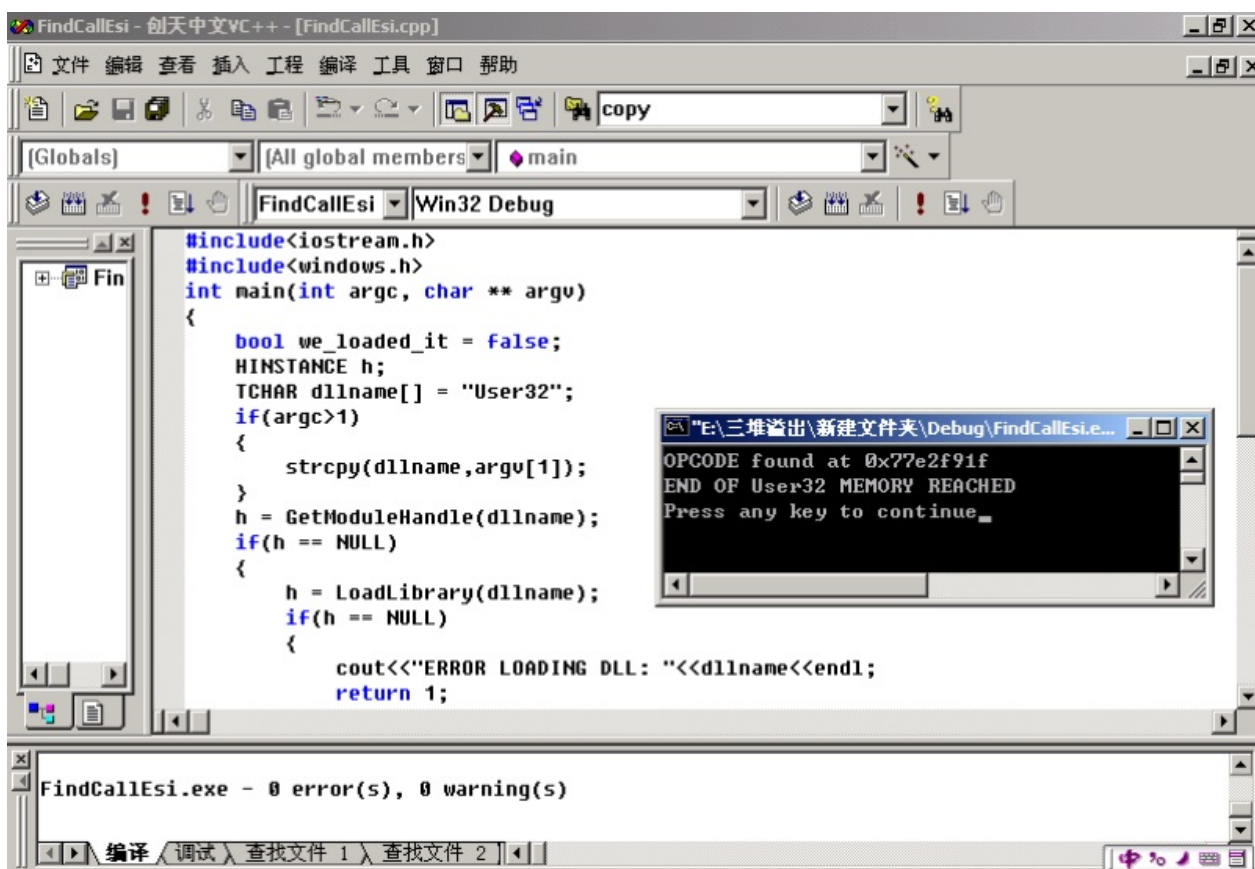 FindCallEsi - 创天中文VC++ - [FindCallEsi.cpp]
文件 编辑 查看 插入 工程 编译 工具 窗口 帮助
copy
(Globals) (All global members main
FindCallEsi Win32 Debug
Fin
#include<iostream.h>
#include<windows.h>
int main(int argc, char ** argv)
{
bool we_loaded_it = false;
HINSTANCE h;
TCHAR dllname[] = "User32";
if(argc>1)
{
strcpy(dllname,argv[1]);
}
h = GetModuleHandle(dllname);
if(h == NULL)
{
h = LoadLibrary(dllname);
if(h == NULL)
{
cout<<"ERROR LOADING DLL: "<<dllname<<endl;
return 1;
"E:\三堆溢出\新建文件夹\Debug\FindCallEsi.e...
OPCODE found at 0x77e2f91f
END OF User32 MEMORY REACHED
Press any key to continue_
FindCallEsi.exe - 0 error(s), 0 warning(s)
编译 调试 查找文件 1 查找文件 2
中